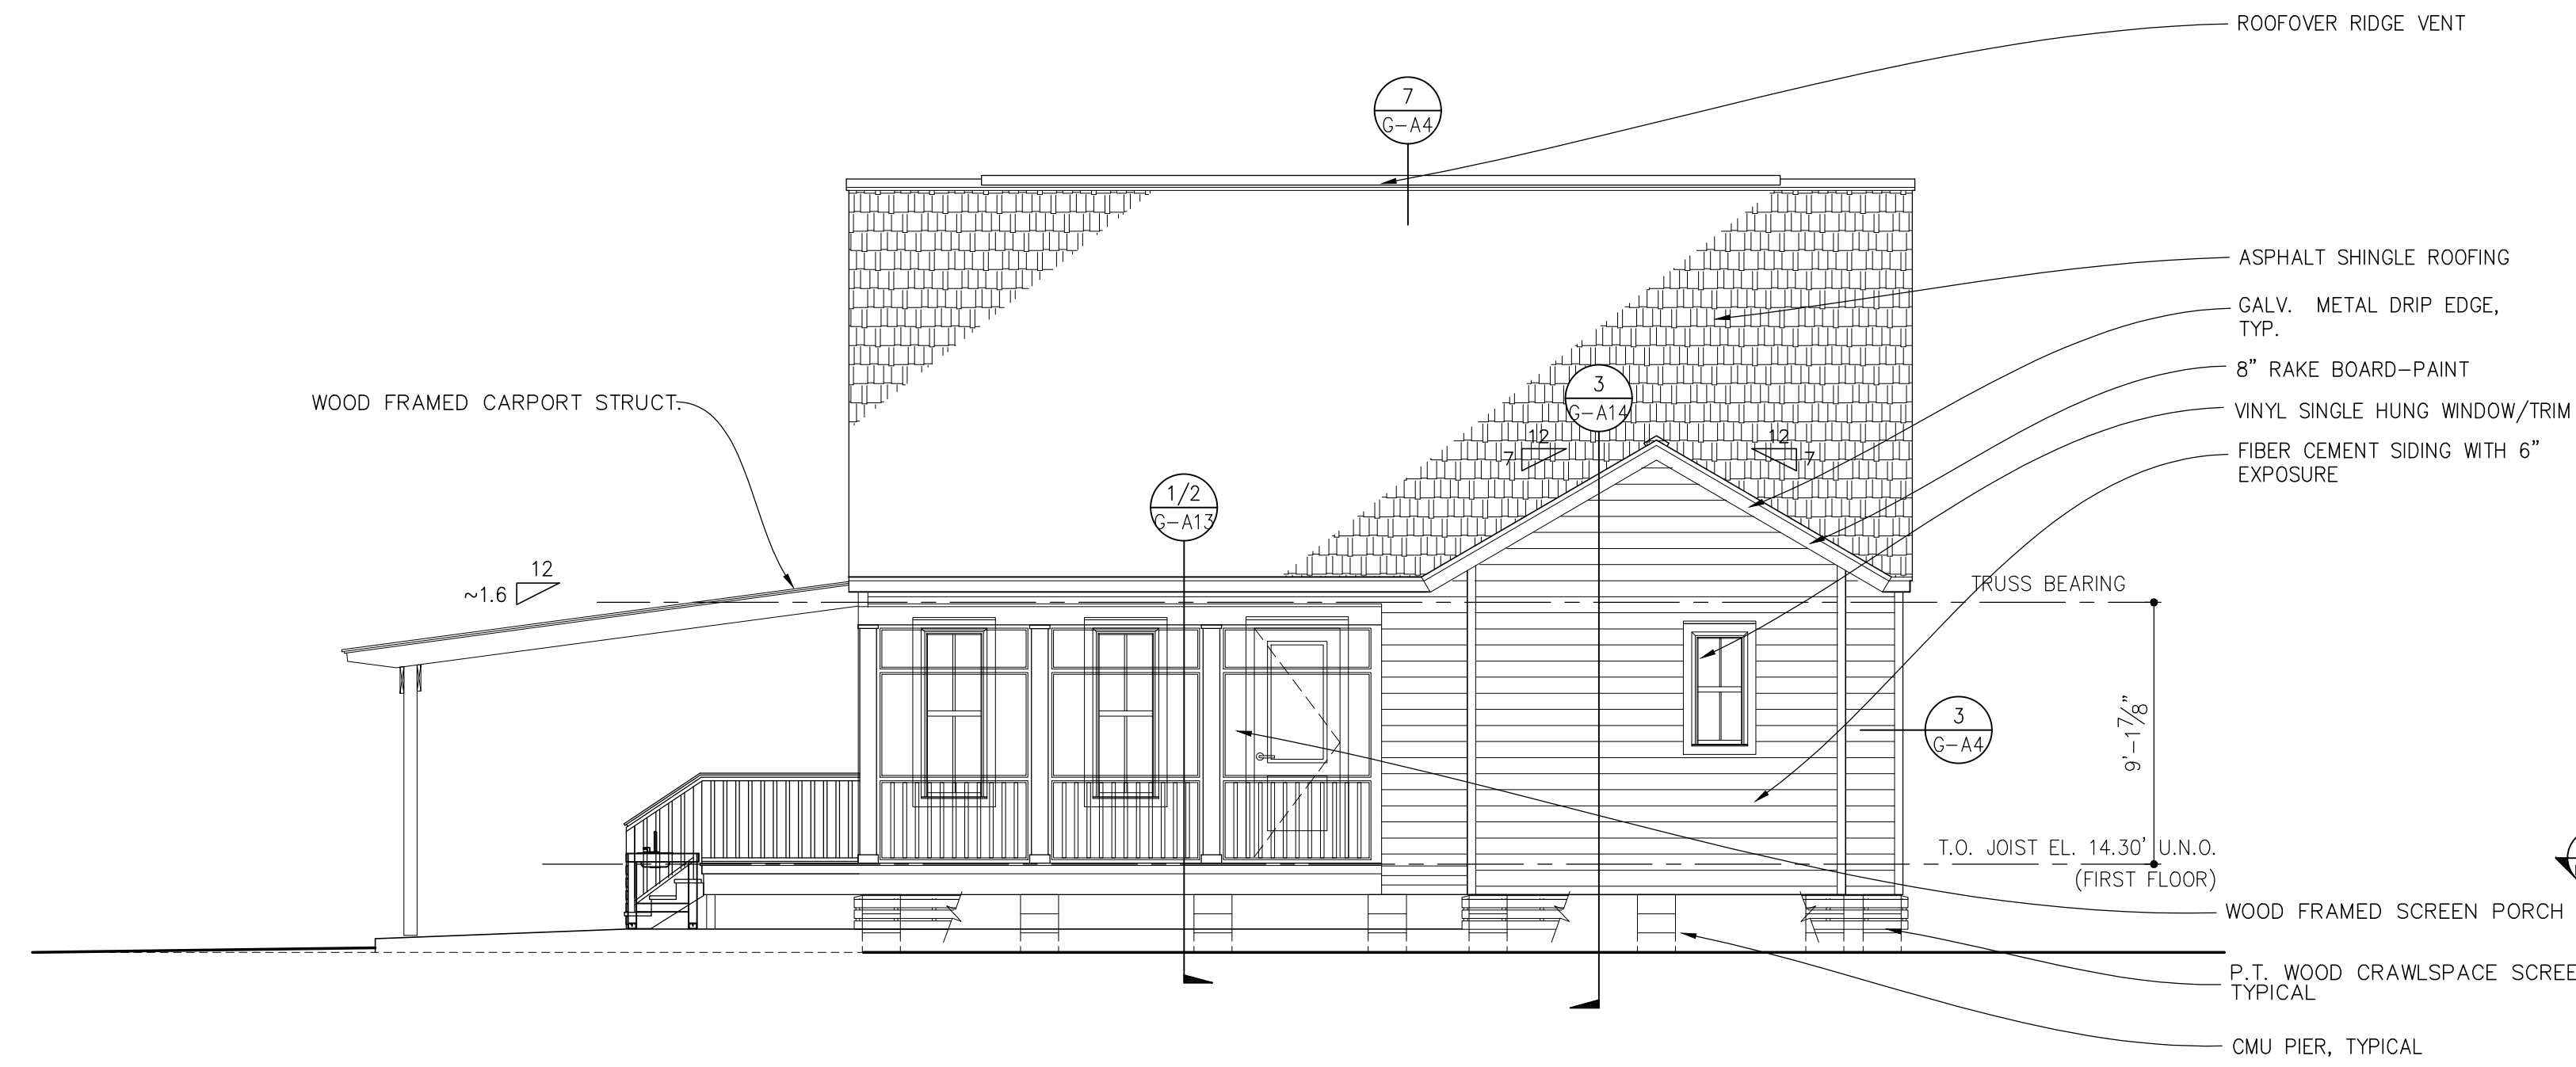 ROOFOVER RIDGE VENT
7
G-A4
ASPHALT SHINGLE ROOFING
GALV. METAL DRIP EDGE,
TYP.
8" RAKE BOARD-PAINT
WOOD FRAMED CARPORT STRUCT.
3
G-A14
VINYL SINGLE HUNG WINDOW/TRIM
12
7
12
7
FIBER CEMENT SIDING WITH 6"
EXPOSURE
1/2
G-A13
12
~1.6
TRUSS BEARING
3
G-A4
9'-1 7/8"
T.O. JOIST EL. 14.30' U.N.O.
(FIRST FLOOR)
WOOD FRAMED SCREEN PORCH
P.T. WOOD CRAWLSPACE SCREE
TYPICAL
CMU PIER, TYPICAL